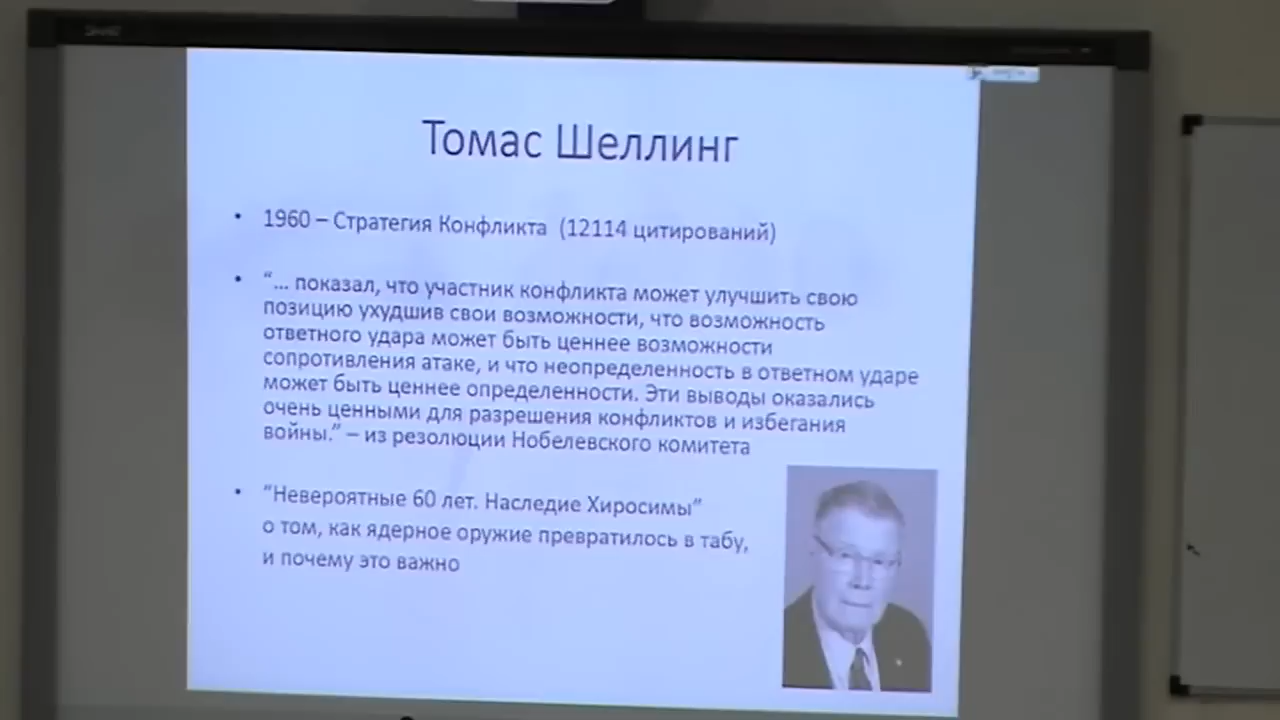 Томас Шеллинг
• 1960 – Стратегия Конфликта (12114 цитирований)
• “... показал, что участник конфликта может улучшить свою
позицию ухудшив свои возможности, что возможность
ответного удара может быть ценнее возможности
сопротивления атаке, и что неопределенность в ответном ударе
может быть ценнее определенности. Эти выводы оказались
очень ценными для разрешения конфликтов и избегания
войны.” – из резолюции Нобелевского комитета
• “Невероятные 60 лет. Наследие Хиросимы”
о том, как ядерное оружие превратилось в табу,
и почему это важно